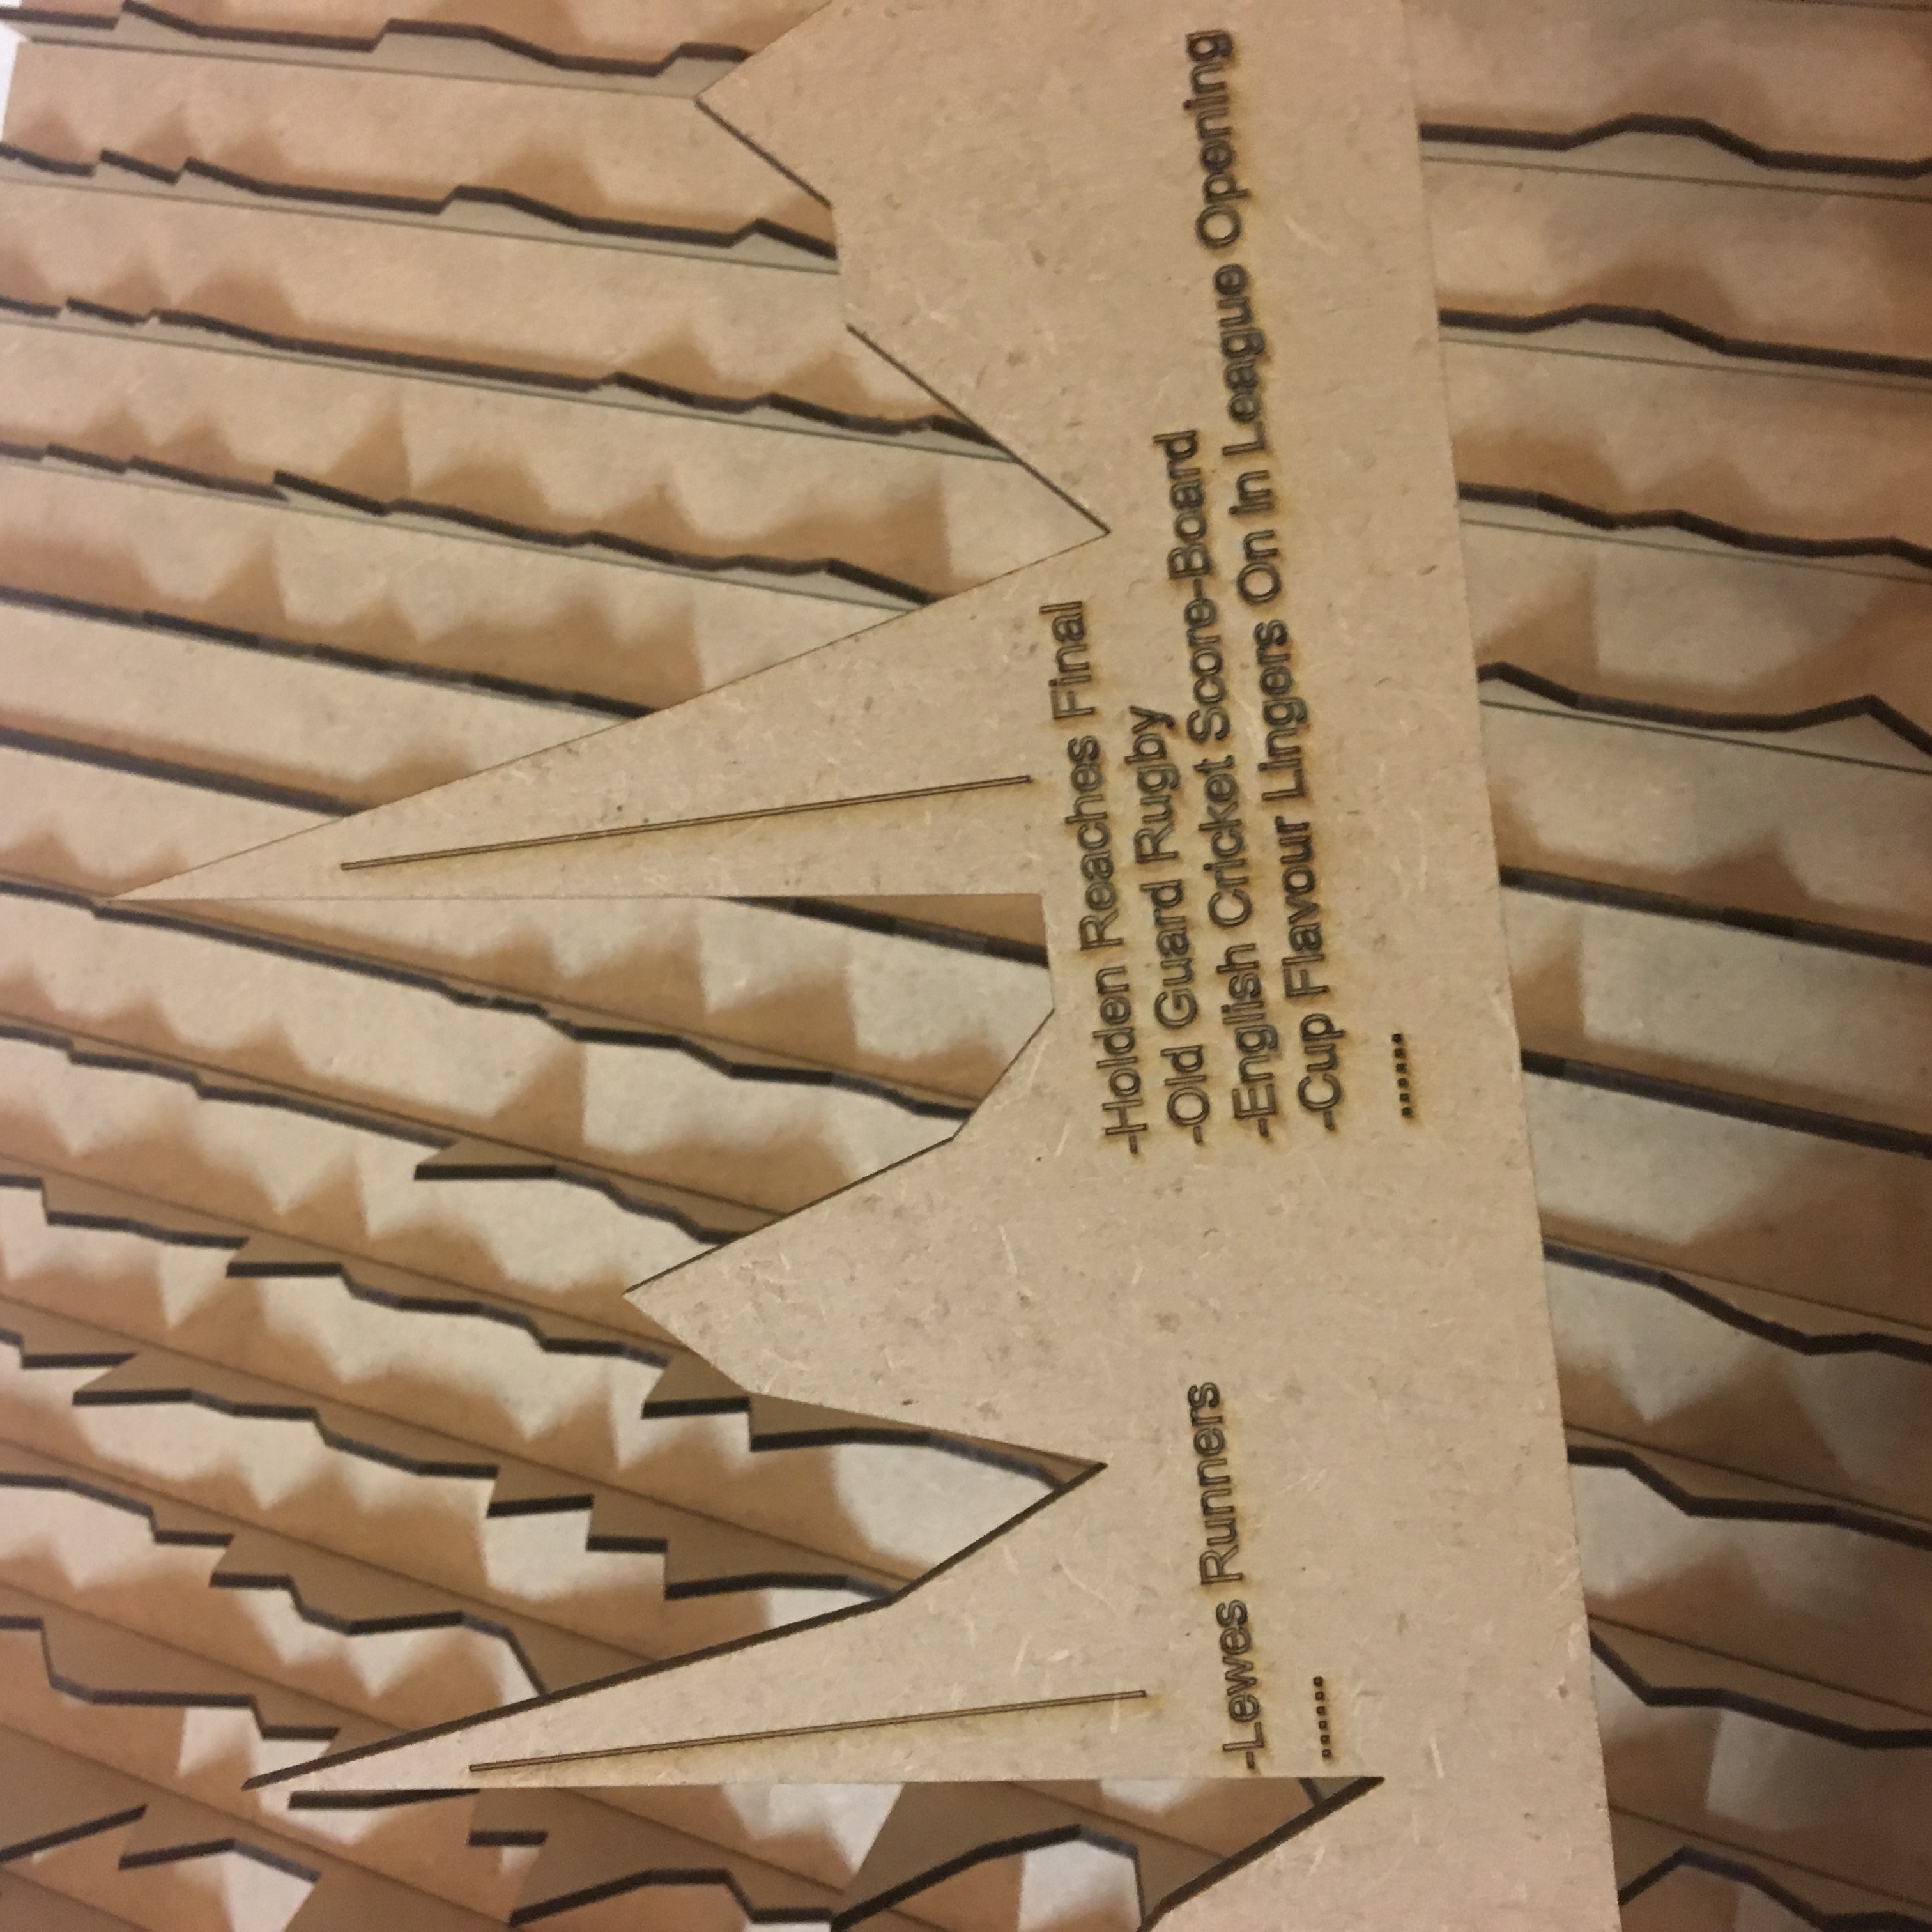 -Lewes Runners
......
-Holden Reaches Final
-Old Guard Rugby
-English Cricket Score-Board
-Cup Flavour Lingers On in League Opening
......